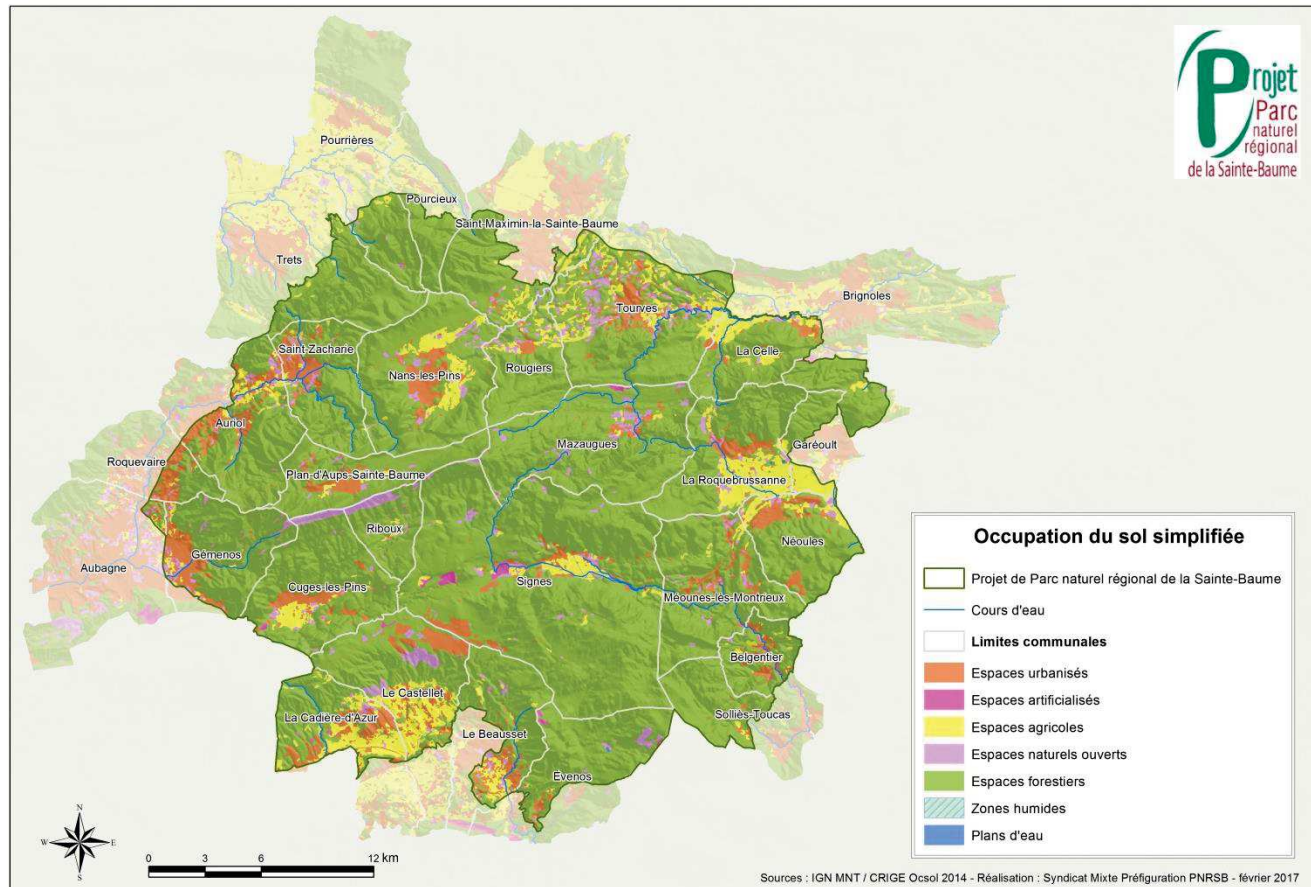 Projet
Parc
naturel
régional
de la Sainte-Baume
Pourrières
Pourcieux
Saint-Maximin-la-Sainte-Baume
Trets
Brignoles
Tourves
La Celle
Saint Zacharie
Nans-les-Pins
Rougiers
Auriol
Mazaugues
Garéoult
Roquevaire
Plan-d'Aups-Sainte-Baume
La Roquebrussanne
Riboux
Néoules
Gémenos
Aubagne
Signes
Cuges-les-Pins
Méounes-lès-Montrieux
Belgentier
Le Castellet
La Cadière-d'Azur
Solliès-Toucas
Le Beausset
Évenos
Occupation du sol simplifiée
Projet de Parc naturel régional de la Sainte-Baume
Cours d'eau
Limites communales
Espaces urbanisés
Espaces artificialisés
Espaces agricoles
Espaces naturels ouverts
Espaces forestiers
Zones humides
Plans d'eau
N
W E
S
0 3 6 12 km
Sources : IGN MNT / CRIGE Ocsol 2014 - Réalisation : Syndicat Mixte Préfiguration PNRSB - février 2017